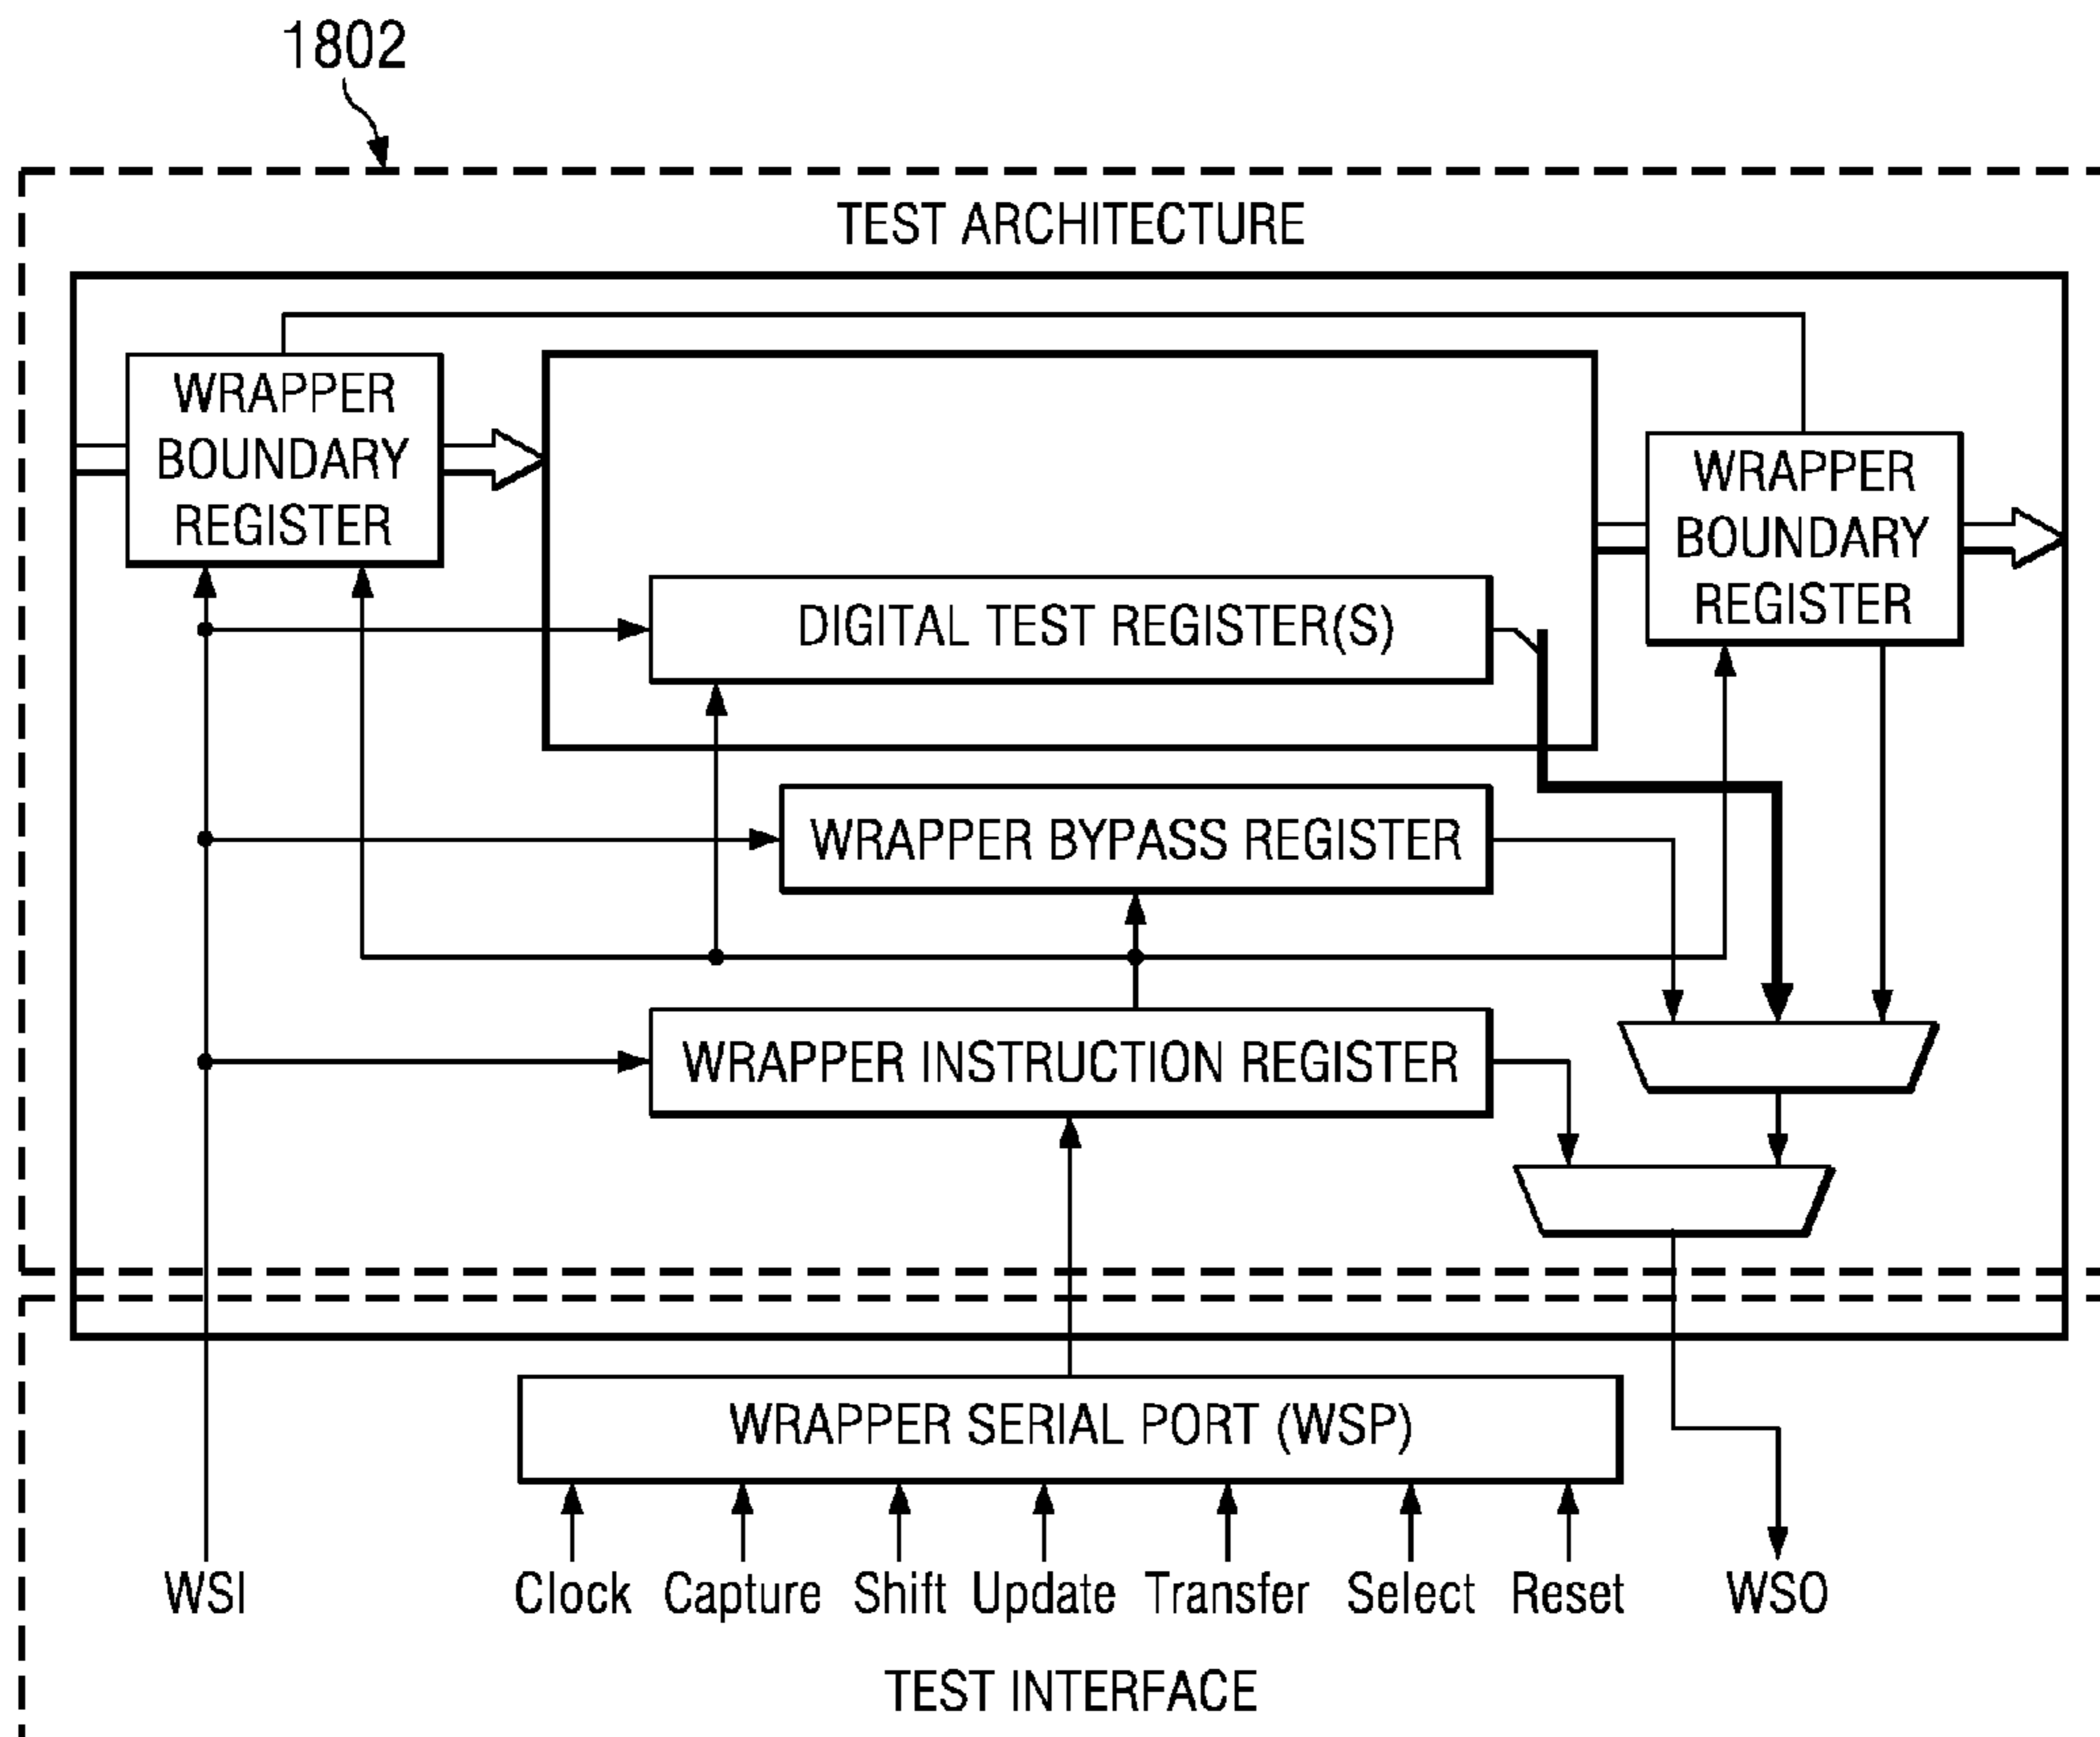 1802
TEST ARCHITECTURE
WRAPPER
BOUNDARY
REGISTER
WRAPPER
BOUNDARY
REGISTER
DIGITAL TEST REGISTER(S)
WRAPPER BYPASS REGISTER
WRAPPER INSTRUCTION REGISTER
WRAPPER SERIAL PORT (WSP)
WSI Clock Capture Shift Update Transfer Select Reset WSO
TEST INTERFACE